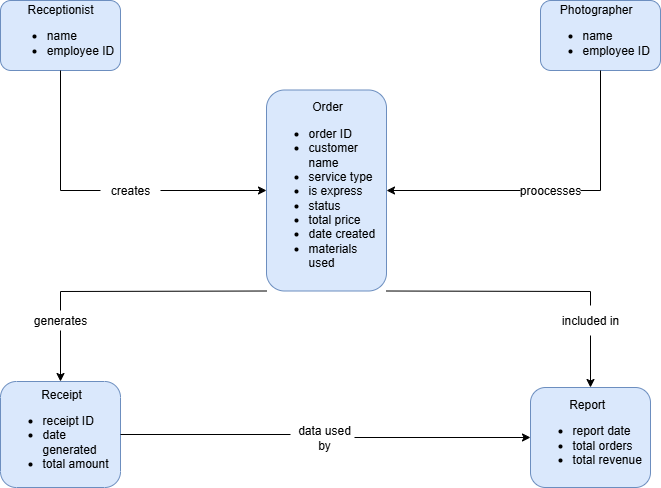 Receptionist
• name
• employee ID
Photographer
• name
• employee ID
Order
• order ID
• customer
name
• service type
• is express
• status
• total price
• date created
• materials
used
creates
proocesses
generates
included in
Receipt
• receipt ID
• date
generated
• total amount
data used
by
Report
• report date
• total orders
• total revenue